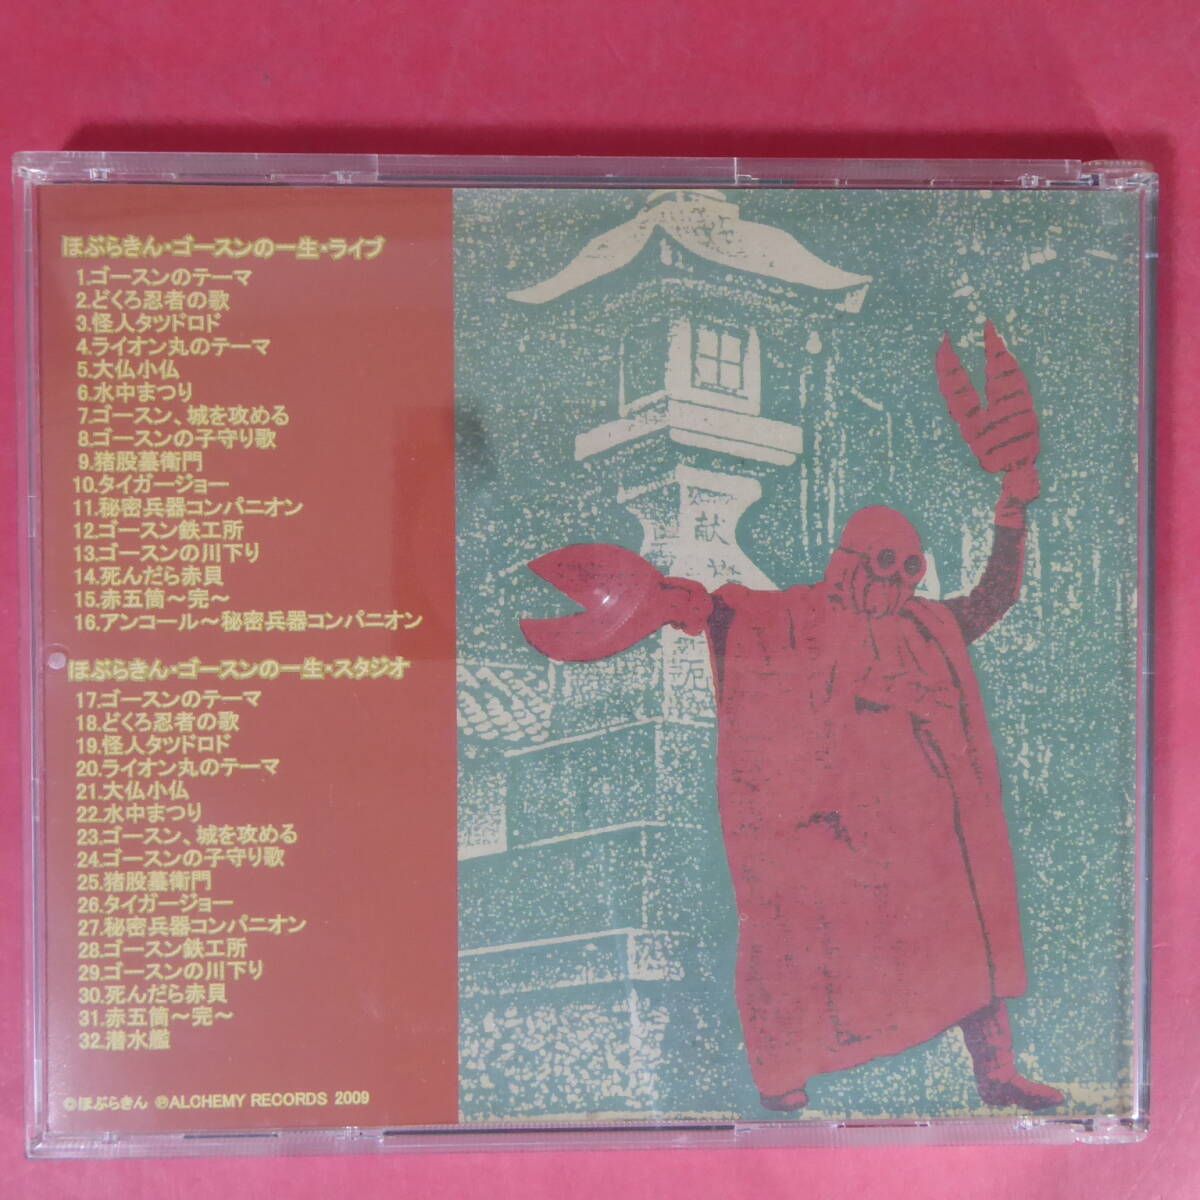 ほぶらきん・ゴースンの一生・ライブ
1.ゴースンのテーマ
2.どくろ忍者の歌
3.怪人タツドロド
4.ライオン丸のテーマ
5.大仏小仏
6.水中まつり
7.ゴースン、城を攻める
8.ゴースンの子守り歌
9.猪股墓衛門
10.タイガージョー
11.秘密兵器コンパニオン
12.ゴースン鉄工所
13.ゴースンの川下り
14.死んだら赤貝
15.赤五筒～完～
16.アンコール～秘密兵器コンパニオン
ほぶらきん・ゴースンの一生・スタジオ
17.ゴースンのテーマ
18.どくろ忍者の歌
19.怪人タツドロド
20.ライオン丸のテーマ
21.大仏小仏
22.水中まつり
23.ゴースン、城を攻める
24.ゴースンの子守り歌
25.猪股墓衛門
26.タイガージョー
27.秘密兵器コンパニオン
28.ゴースン鉄工所
29.ゴースンの川下り
30.死んだら赤貝
31.赤五筒～完～
32.潜水艦
©ほぶらきん ℗ALCHEMY RECORDS 2009
献